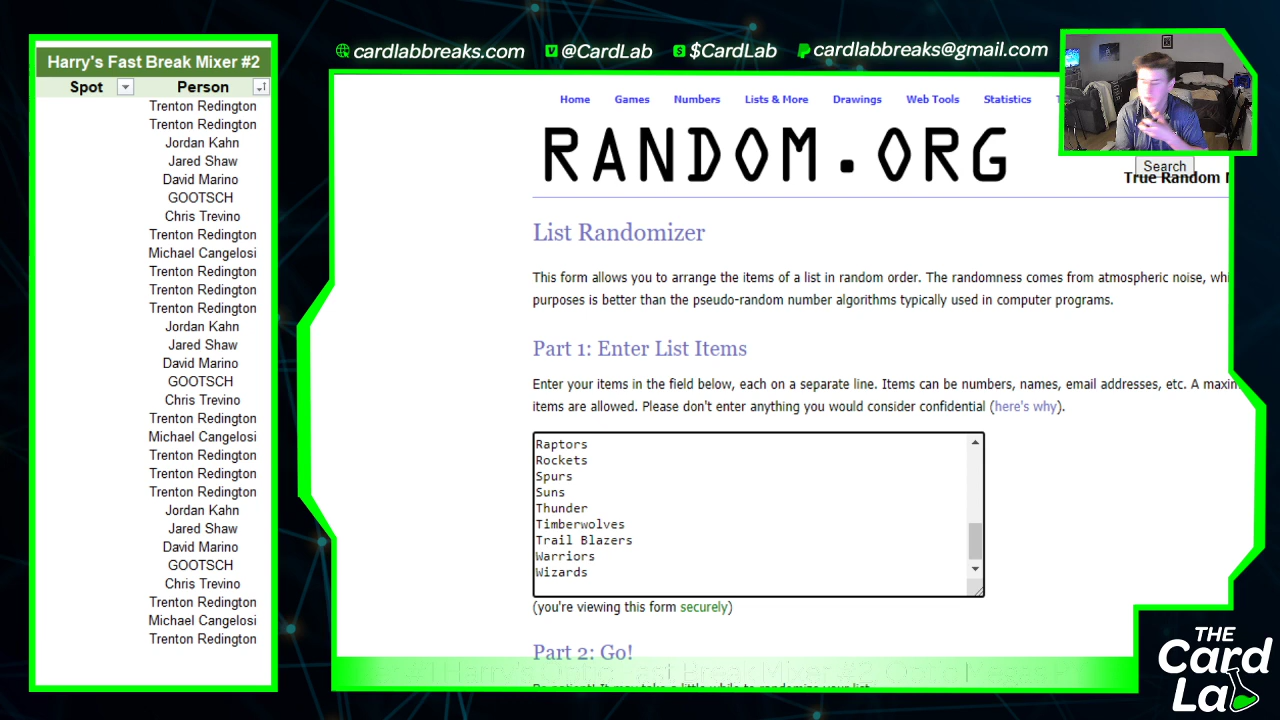 cardlabbreaks.com
@CardLab
$CardLab
cardlabbreaks@gmail.com
Harry's Fast Break Mixer #2
Spot Person
Trenton Redington
Trenton Redington
Jordan Kahn
Jared Shaw
David Marino
GOOTSCH
Chris Trevino
Trenton Redington
Michael Cangelosi
Trenton Redington
Trenton Redington
Trenton Redington
Jordan Kahn
Jared Shaw
David Marino
GOOTSCH
Chris Trevino
Trenton Redington
Michael Cangelosi
Trenton Redington
Trenton Redington
Trenton Redington
Jordan Kahn
Jared Shaw
David Marino
GOOTSCH
Chris Trevino
Trenton Redington
Michael Cangelosi
Trenton Redington
Home Games Numbers Lists & More Drawings Web Tools Statistics
RANDOM.ORG
Search
True Random
List Randomizer
This form allows you to arrange the items of a list in random order. The randomness comes from atmospheric noise,
purposes is better than the pseudo-random number algorithms typically used in computer programs.
Part 1: Enter List Items
Enter your items in the field below, each on a separate line. Items can be numbers, names, email addresses, etc. A
items are allowed. Please don't enter anything you would consider confidential (here's why).
Raptors
Rockets
Spurs
Suns
Thunder
Timberwolves
Trail Blazers
Warriors
Wizards
(you're viewing this form securely)
Part 2: Go!
THE
Card
Lab